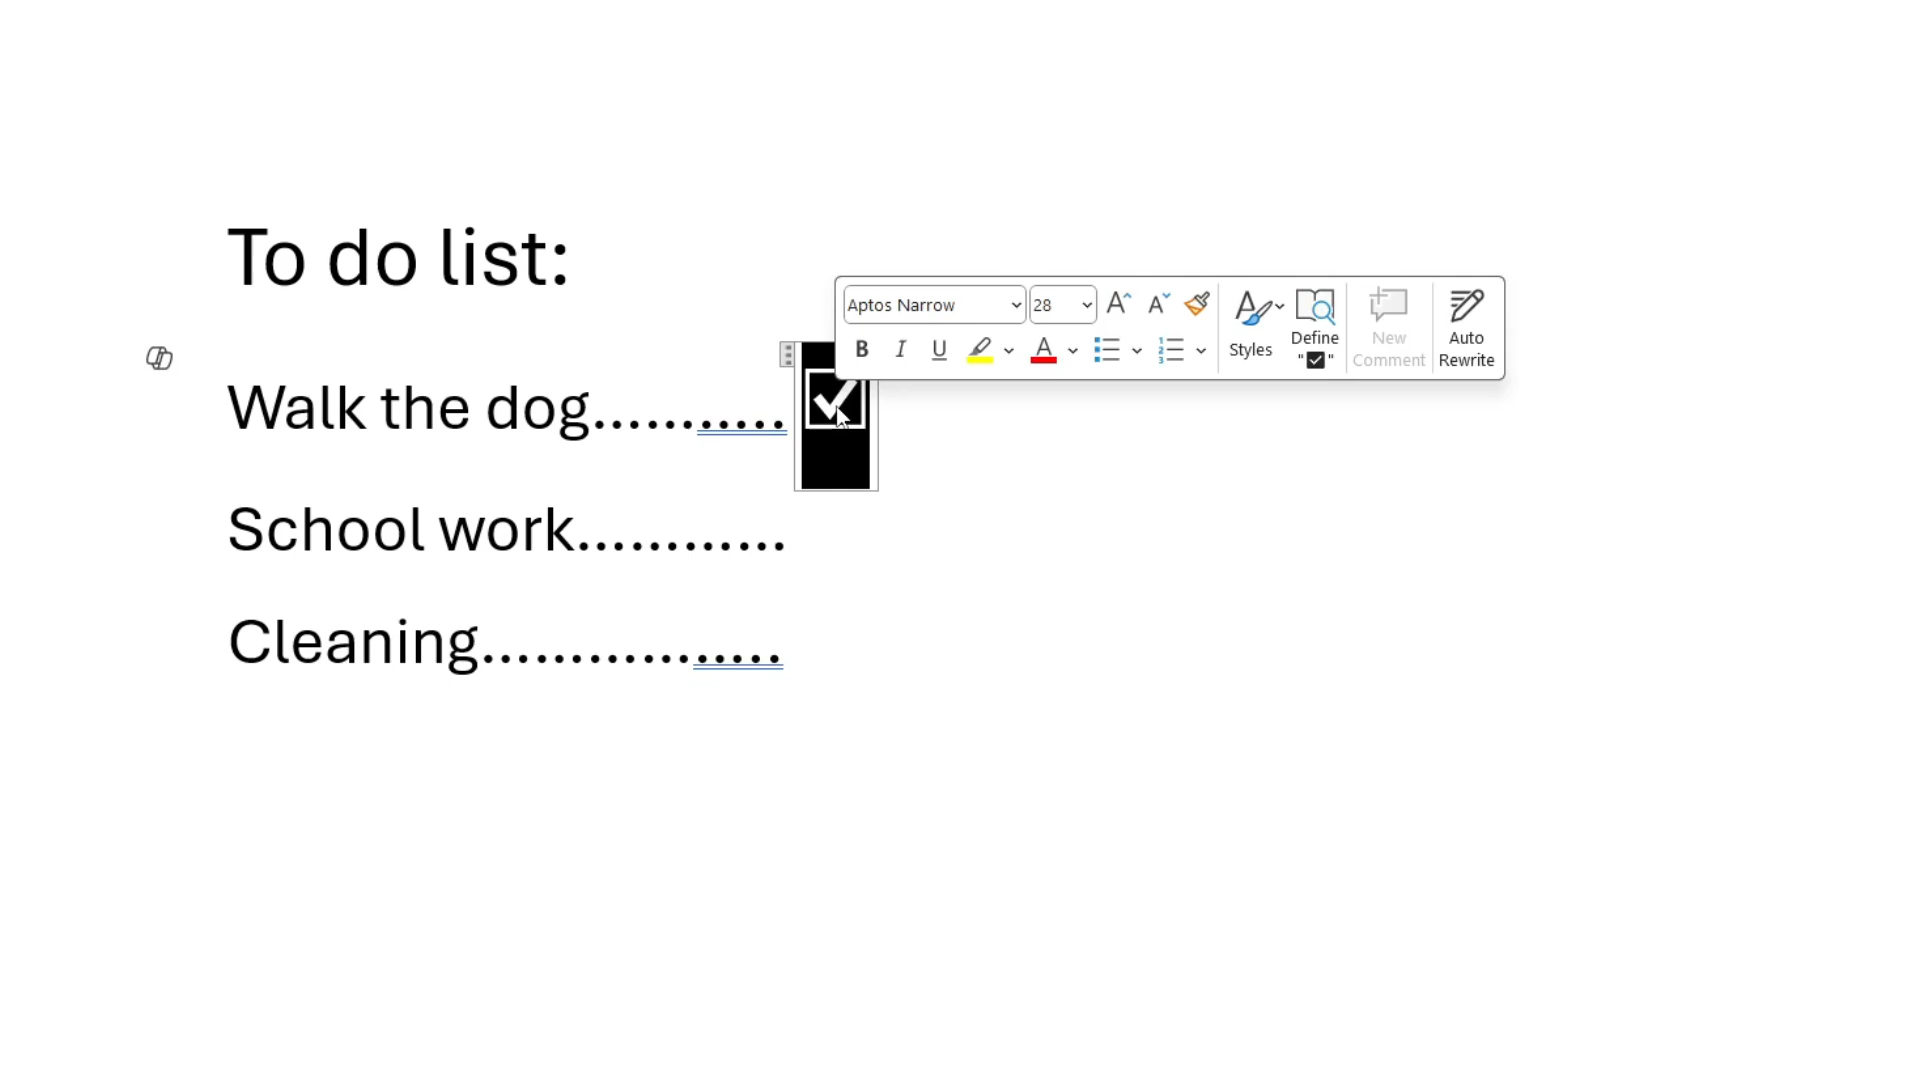 To do list:
Aptos Narrow 28
B I U A Styles Define "☑" New Comment Auto Rewrite
Walk the dog........... ☑
School work............
Cleaning.................